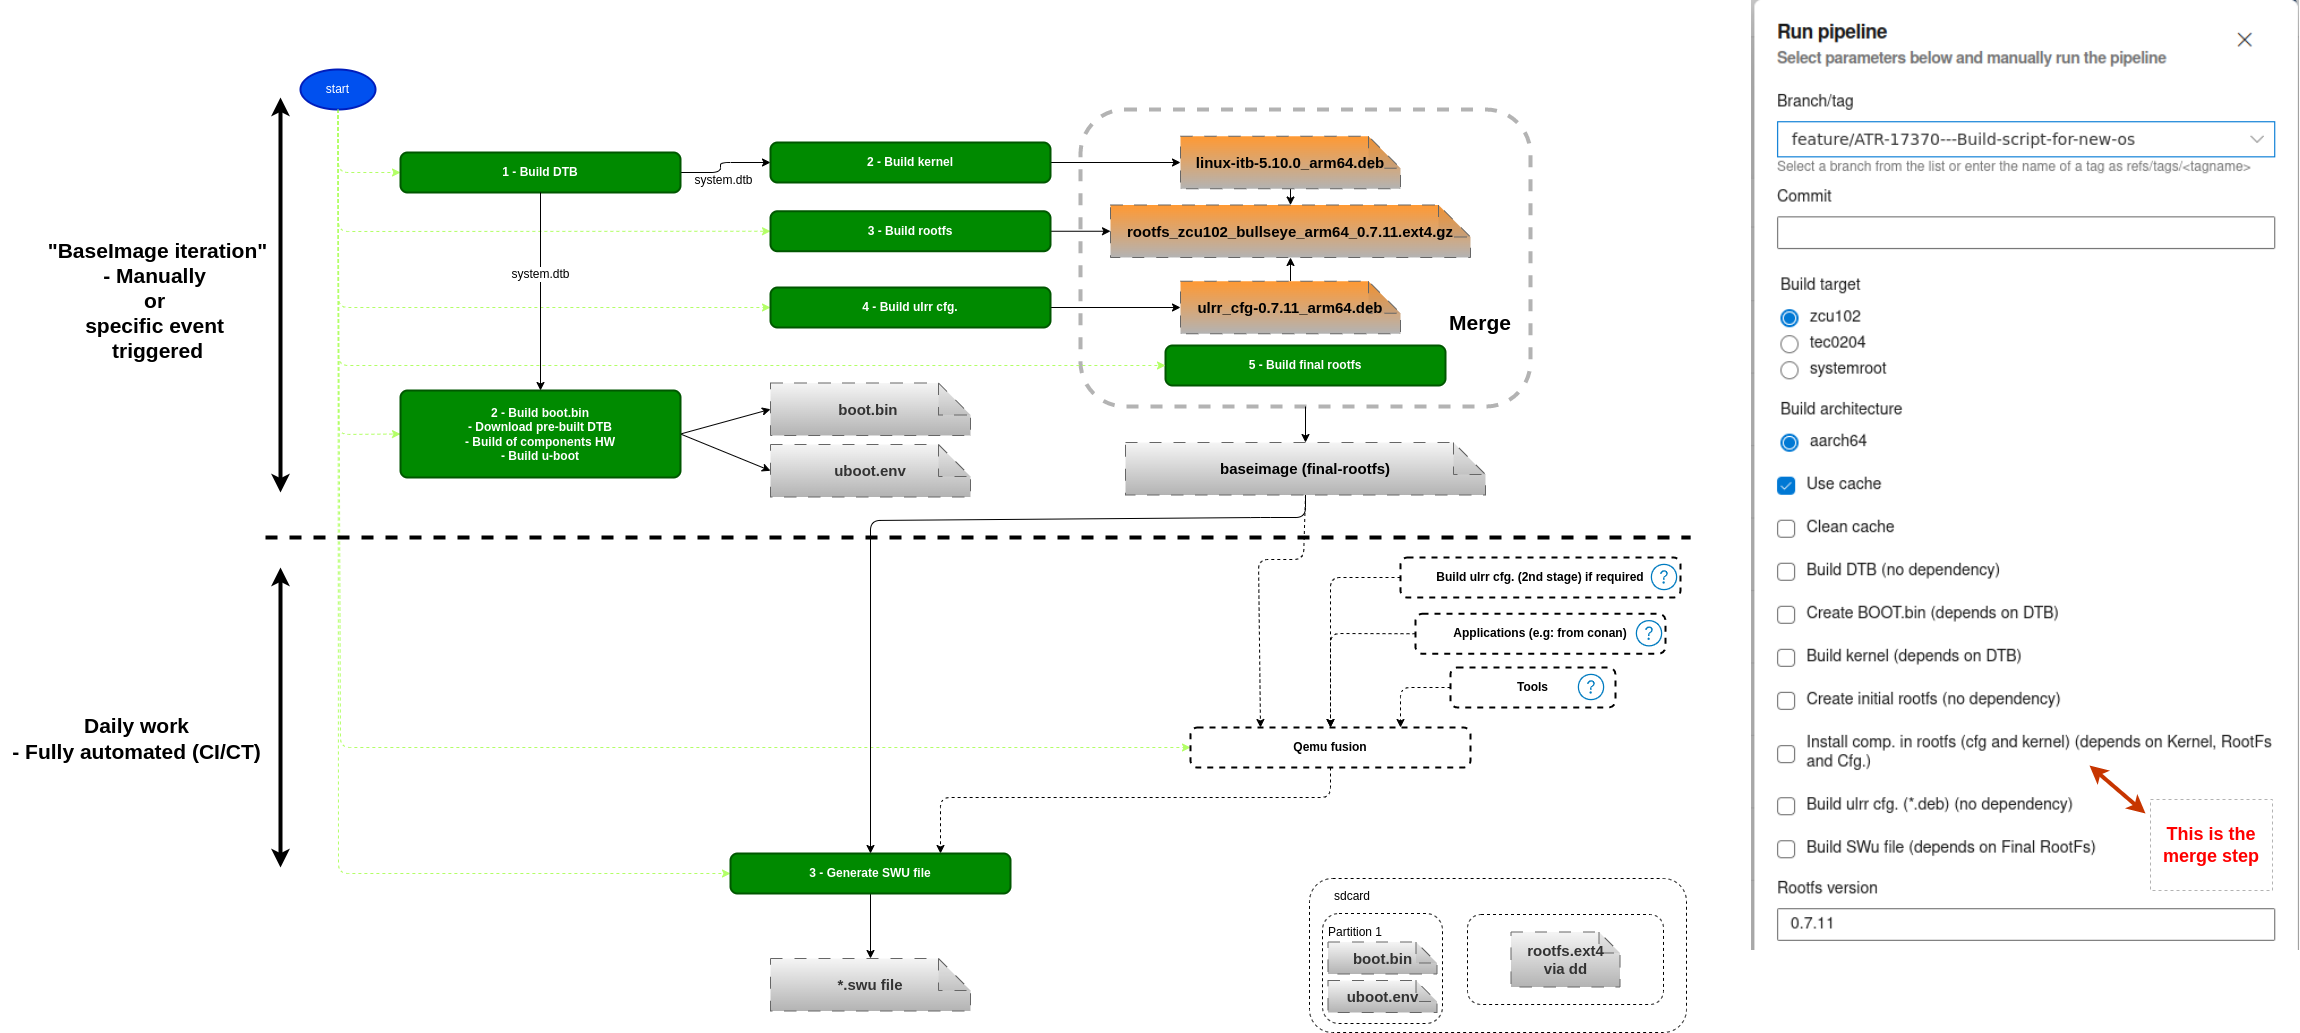 start
1 - Build DTB
system.dtb
2 - Build kernel
linux-itb-5.10.0_arm64.deb
3 - Build rootfs
rootfs_zcu102_bullseye_arm64_0.7.11.ext4.gz
system.dtb
4 - Build ulrr cfg.
ulrr_cfg-0.7.11_arm64.deb
Merge
5 - Build final rootfs
"BaseImage iteration"
- Manually
or
specific event
triggered
2 - Build boot.bin
- Download pre-built DTB
- Build of components HW
- Build u-boot
boot.bin
uboot.env
baseimage (final-rootfs)
Build ulrr cfg. (2nd stage) if required
?
Applications (e.g: from conan)
?
Tools
?
Qemu fusion
Daily work
- Fully automated (CI/CT)
3 - Generate SWU file
*.swu file
sdcard
Partition 1
boot.bin
uboot.env
rootfs.ext4
via dd
Run pipeline
Select parameters below and manually run the pipeline
Branch/tag
feature/ATR-17370---Build-script-for-new-os
Select a branch from the list or enter the name of a tag as refs/tags/<tagname>
Commit
Build target
zcu102
tec0204
systemroot
Build architecture
aarch64
Use cache
Clean cache
Build DTB (no dependency)
Create BOOT.bin (depends on DTB)
Build kernel (depends on DTB)
Create initial rootfs (no dependency)
Install comp. in rootfs (cfg and kernel) (depends on Kernel, RootFs
and Cfg.)
Build ulrr cfg. (*.deb) (no dependency)
Build SWu file (depends on Final RootFs)
This is the
merge step
Rootfs version
0.7.11